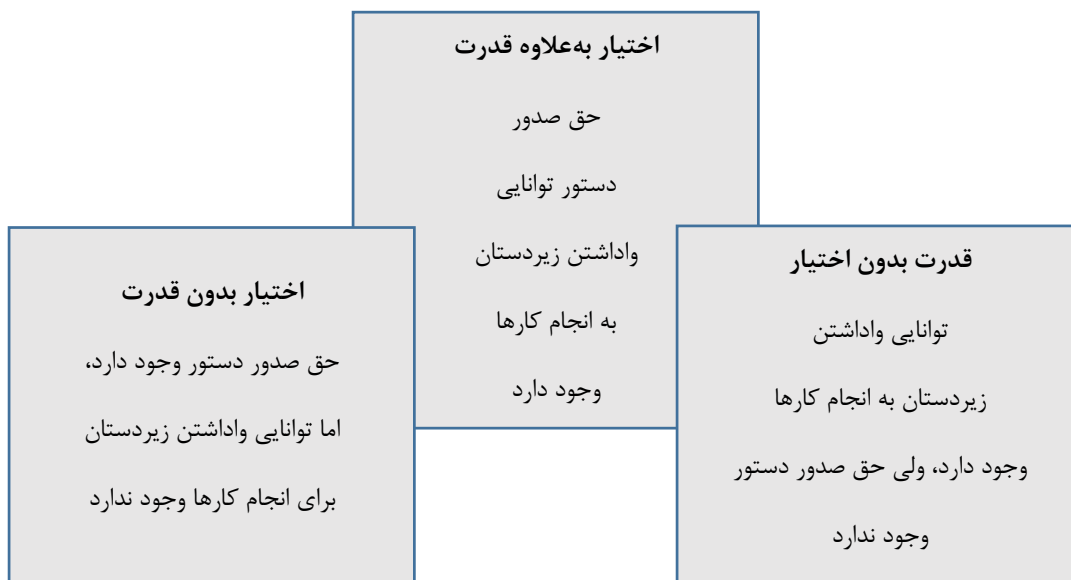 اختیار به‌علاوه قدرت
حق صدور
دستور توانایی
واداشتن زیردستان
به انجام کارها
وجود دارد
قدرت بدون اختیار
توانایی واداشتن
زیردستان به انجام کارها
وجود دارد، ولی حق صدور دستور
وجود ندارد
اختیار بدون قدرت
حق صدور دستور وجود دارد،
اما توانایی واداشتن زیردستان
برای انجام کارها وجود ندارد